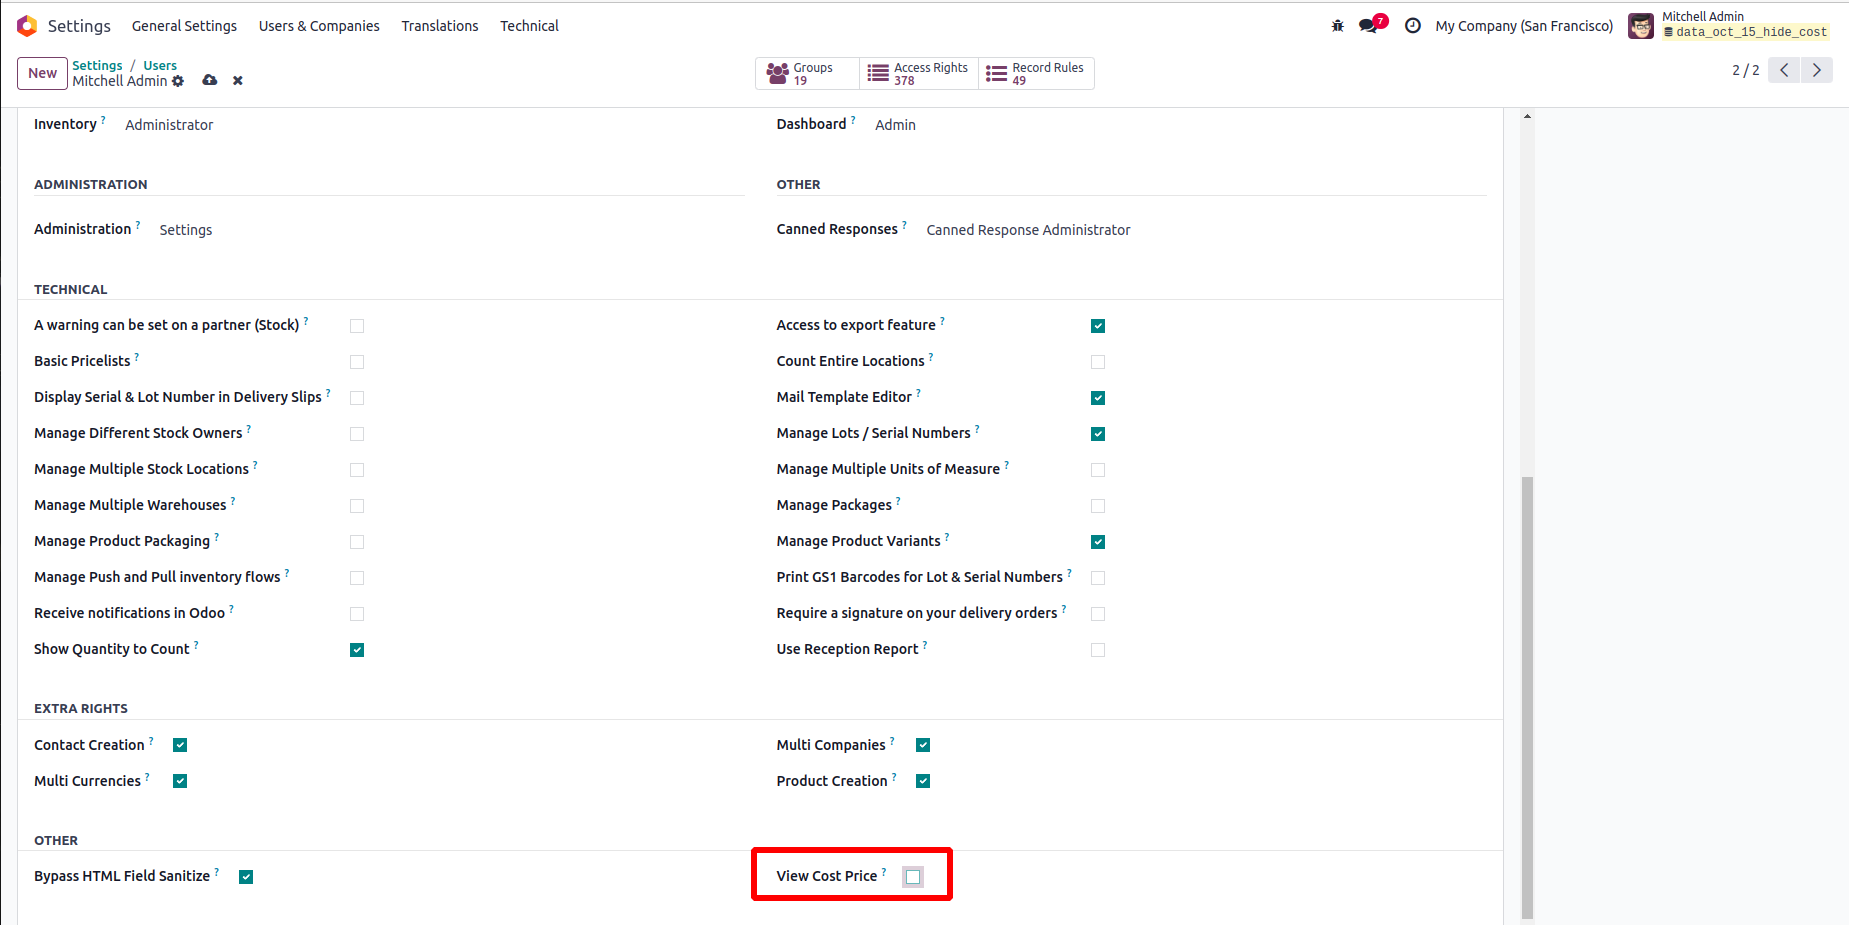 Settings General Settings Users & Companies Translations Technical 7 My Company (San Francisco) Mitchell Admin
data_oct_15_hide_cost
New Settings / Users
Mitchell Admin
Groups 19 Access Rights 378 Record Rules 49
2 / 2
Inventory ? Administrator
Dashboard ? Admin
ADMINISTRATION
OTHER
Administration ? Settings
Canned Responses ? Canned Response Administrator
TECHNICAL
A warning can be set on a partner (Stock) ?
Access to export feature ?
Basic Pricelists ?
Count Entire Locations ?
Display Serial & Lot Number in Delivery Slips ?
Mail Template Editor ?
Manage Different Stock Owners ?
Manage Lots / Serial Numbers ?
Manage Multiple Stock Locations ?
Manage Multiple Units of Measure ?
Manage Multiple Warehouses ?
Manage Packages ?
Manage Product Packaging ?
Manage Product Variants ?
Manage Push and Pull inventory flows ?
Print GS1 Barcodes for Lot & Serial Numbers ?
Receive notifications in Odoo ?
Require a signature on your delivery orders ?
Show Quantity to Count ?
Use Reception Report ?
EXTRA RIGHTS
Contact Creation ?
Multi Companies ?
Multi Currencies ?
Product Creation ?
OTHER
Bypass HTML Field Sanitize ?
View Cost Price ?